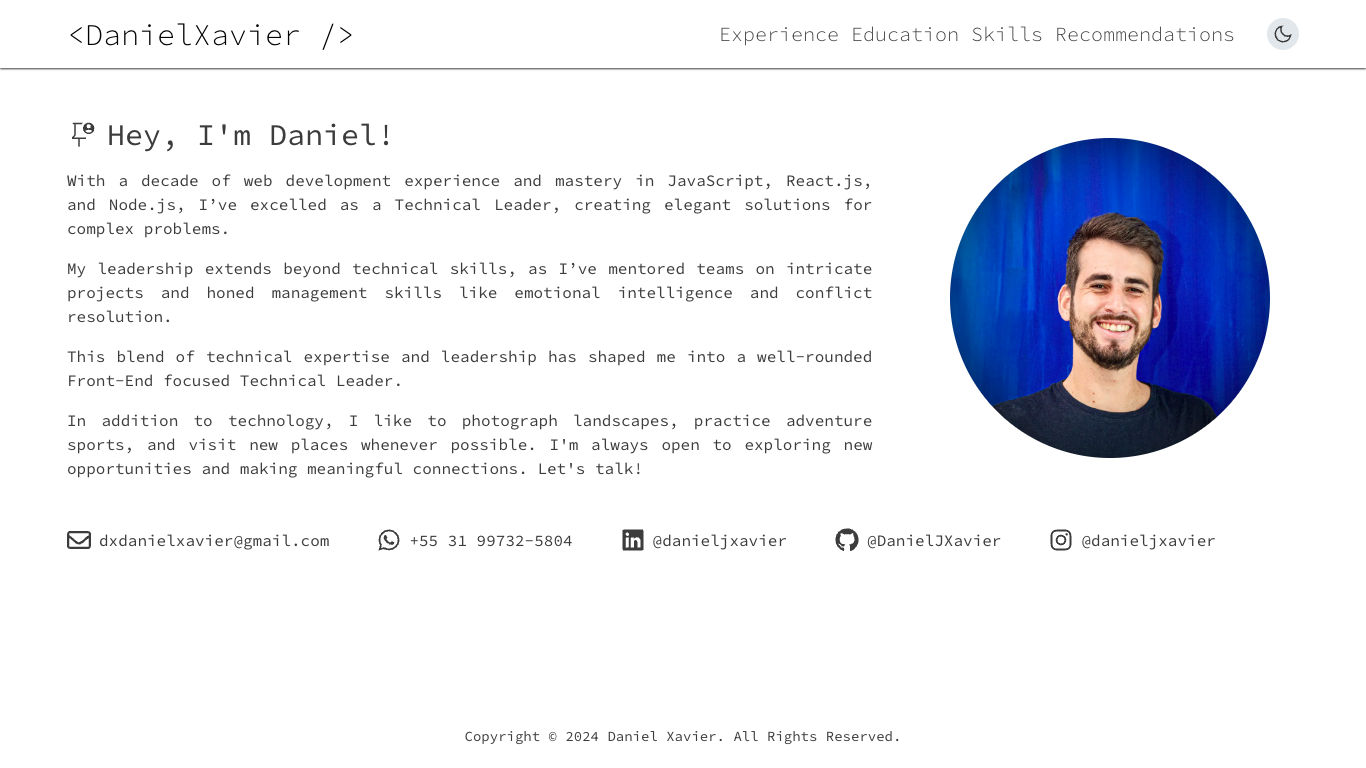 <DanielXavier />
Experience Education Skills Recommendations
Hey, I'm Daniel!
With a decade of web development experience and mastery in JavaScript, React.js,
and Node.js, I’ve excelled as a Technical Leader, creating elegant solutions for
complex problems.
My leadership extends beyond technical skills, as I’ve mentored teams on intricate
projects and honed management skills like emotional intelligence and conflict
resolution.
This blend of technical expertise and leadership has shaped me into a well-rounded
Front-End focused Technical Leader.
In addition to technology, I like to photograph landscapes, practice adventure
sports, and visit new places whenever possible. I'm always open to exploring new
opportunities and making meaningful connections. Let's talk!
dxdanielxavier@gmail.com +55 31 99732-5804 @danieljxavier @DanielJXavier @danieljxavier
Copyright © 2024 Daniel Xavier. All Rights Reserved.